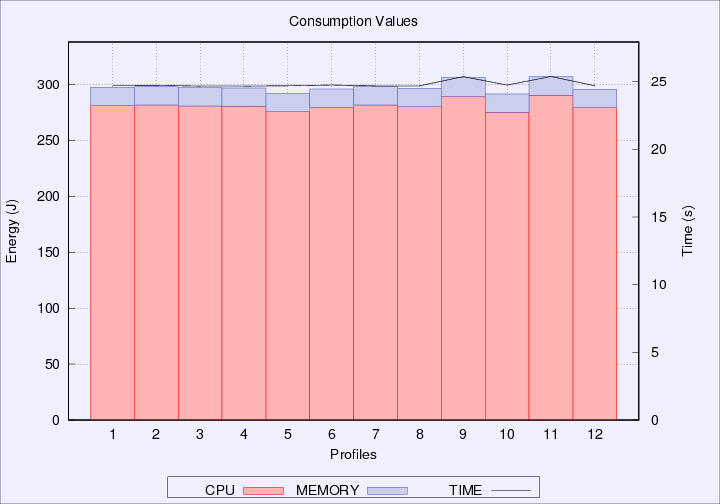 Consumption Values
300
250
200
150
100
50
0
Energy (J)
25
20
15
10
5
0
Time (s)
1 2 3 4 5 6 7 8 9 10 11 12
Profiles
CPU MEMORY TIME